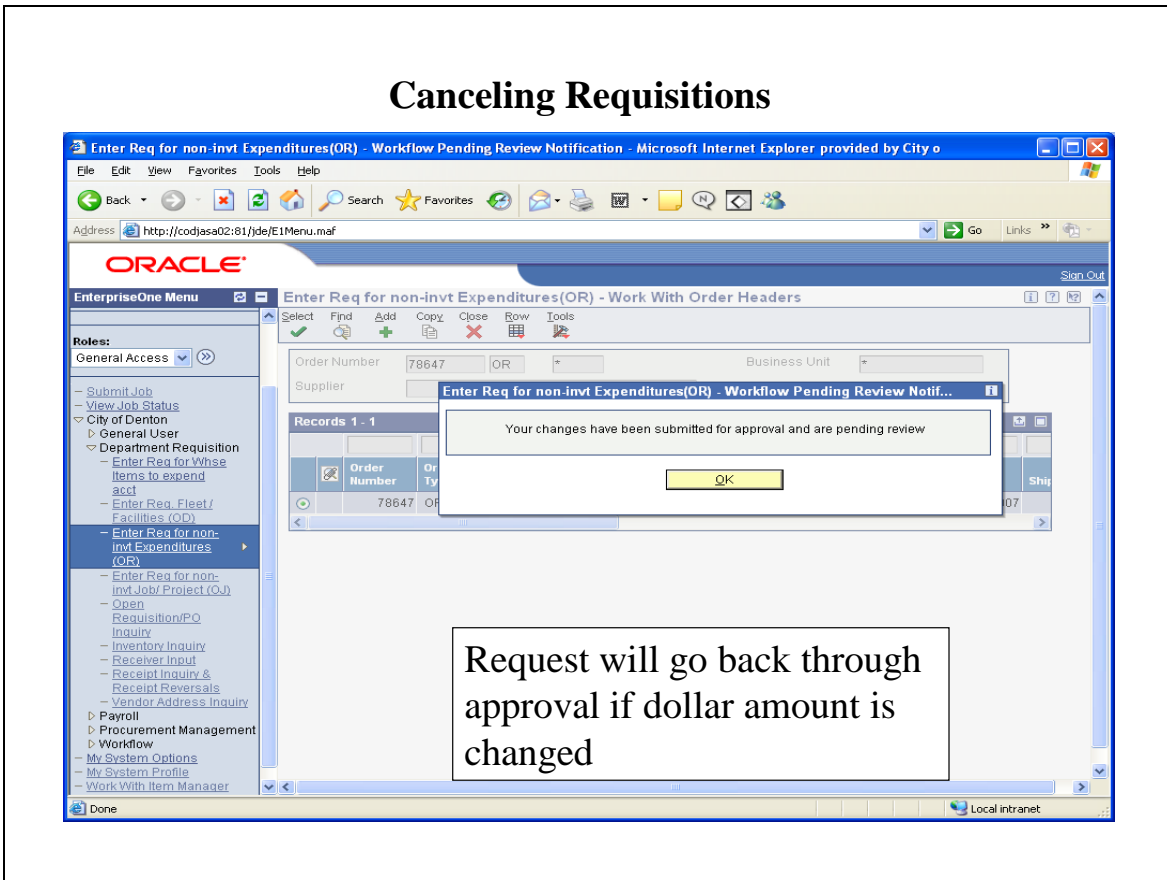 Canceling Requisitions
Enter Req for non-invt Expenditures(OR) - Workflow Pending Review Notification - Microsoft Internet Explorer provided by City o
File Edit View Favorites Tools Help
Back Search Favorites
Address http://codjasa02:81/jde/E1Menu.maf Go Links »
ORACLE
Sign Out
EnterpriseOne Menu
Enter Req for non-invt Expenditures(OR) - Work With Order Headers
Select Find Add Copy Close Row Tools
Roles:
General Access
Order Number 78647 OR * Business Unit *
Supplier
Enter Req for non-invt Expenditures(OR) - Workflow Pending Review Notif...
Your changes have been submitted for approval and are pending review
OK
Records 1 - 1
Order Number
Ship
78647 OR
Submit Job
View Job Status
City of Denton
General User
Department Requisition
Enter Req for Whse
Items to expend
acct
Enter Req. Fleet /
Facilities (OD)
Enter Req for non-
invt Expenditures
(OR)
Enter Req for non-
invt Job/ Project (OJ)
Open
Requisition/PO
Inquiry
Inventory Inquiry
Receiver Input
Receipt Inquiry &
Receipt Reversals
Vendor Address Inquiry
Payroll
Procurement Management
Workflow
My System Options
My System Profile
Work With Item Manager
Request will go back through
approval if dollar amount is
changed
Done
Local intranet